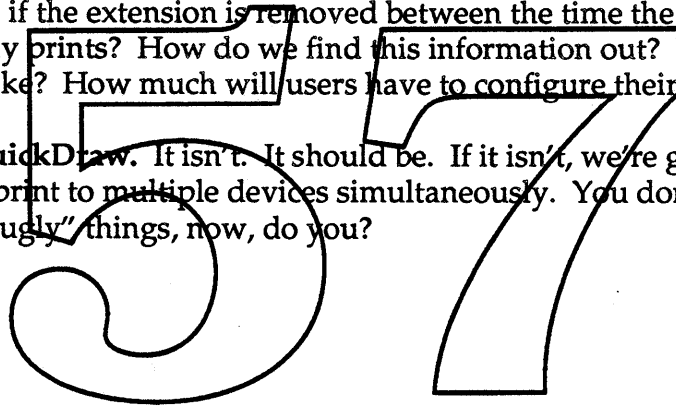 if the extension is removed between the time the
y prints? How do we find this information out?
ke? How much will users have to configure their
uickDraw. It isn't. It should be. If it isn't, we're g
print to multiple devices simultaneously. You don
ugly" things, now, do you?
57